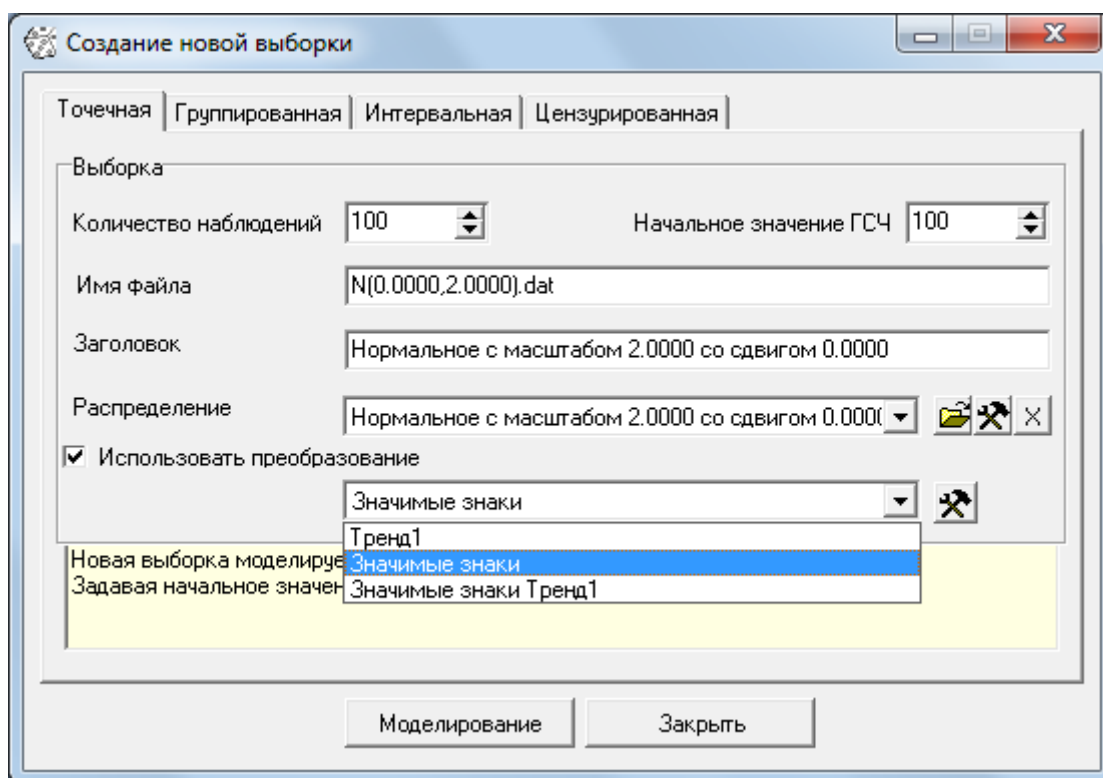 Создание новой выборки
Точечная Группированная Интервальная Цензурированная
Выборка
Количество наблюдений 100 Начальное значение ГСЧ 100
Имя файла N(0.0000,2.0000).dat
Заголовок Нормальное с масштабом 2.0000 со сдвигом 0.0000
Распределение Нормальное с масштабом 2.0000 со сдвигом 0.000
Использовать преобразование
Значимые знаки
Тренд1
Новая выборка моделируе Значимые знаки
Задавая начальное значен Значимые знаки Тренд1
Моделирование Закрыть